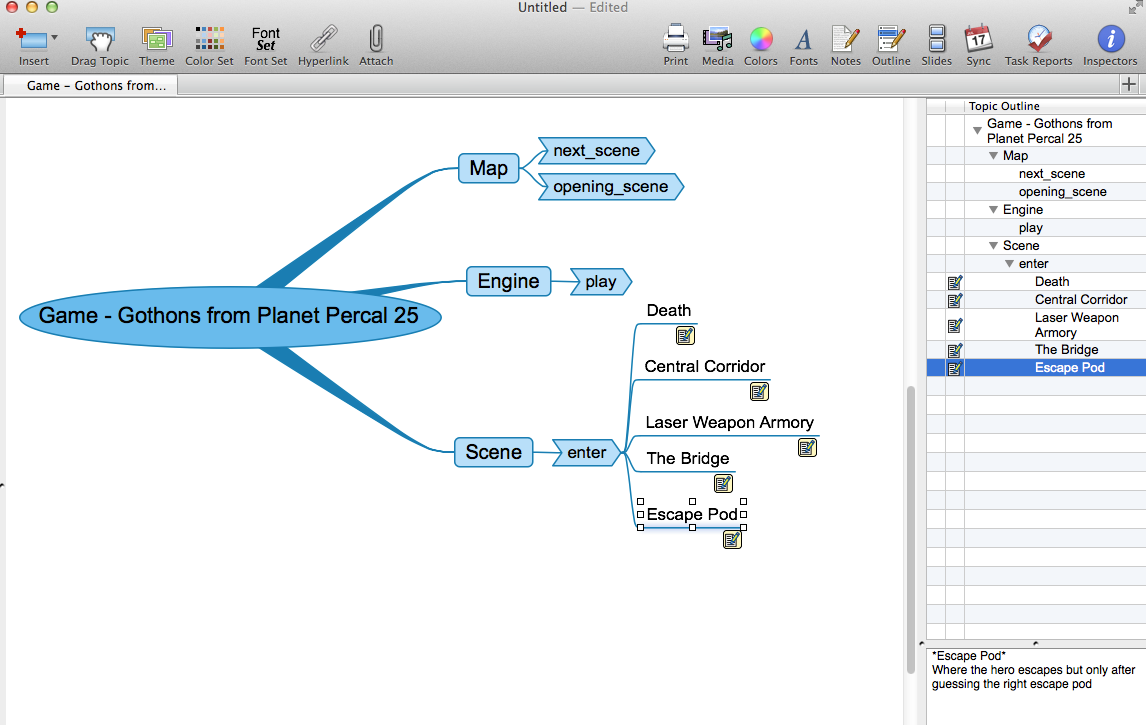 Untitled — Edited
Insert
Drag Topic
Theme
Color Set
Font
Set
Font Set
Hyperlink
Attach
Print
Media
Colors
A
Fonts
Notes
Outline
Slides
17
Sync
Task Reports
i
Inspectors
Game – Gothons from...
Map
next_scene
opening_scene
Engine
play
Game - Gothons from Planet Percal 25
Scene
enter
Death
Central Corridor
Laser Weapon Armory
The Bridge
Escape Pod
Topic Outline
Game - Gothons from
Planet Percal 25
Map
next_scene
opening_scene
Engine
play
Scene
enter
Death
Central Corridor
Laser Weapon
Armory
The Bridge
Escape Pod
*Escape Pod*
Where the hero escapes but only after
guessing the right escape pod